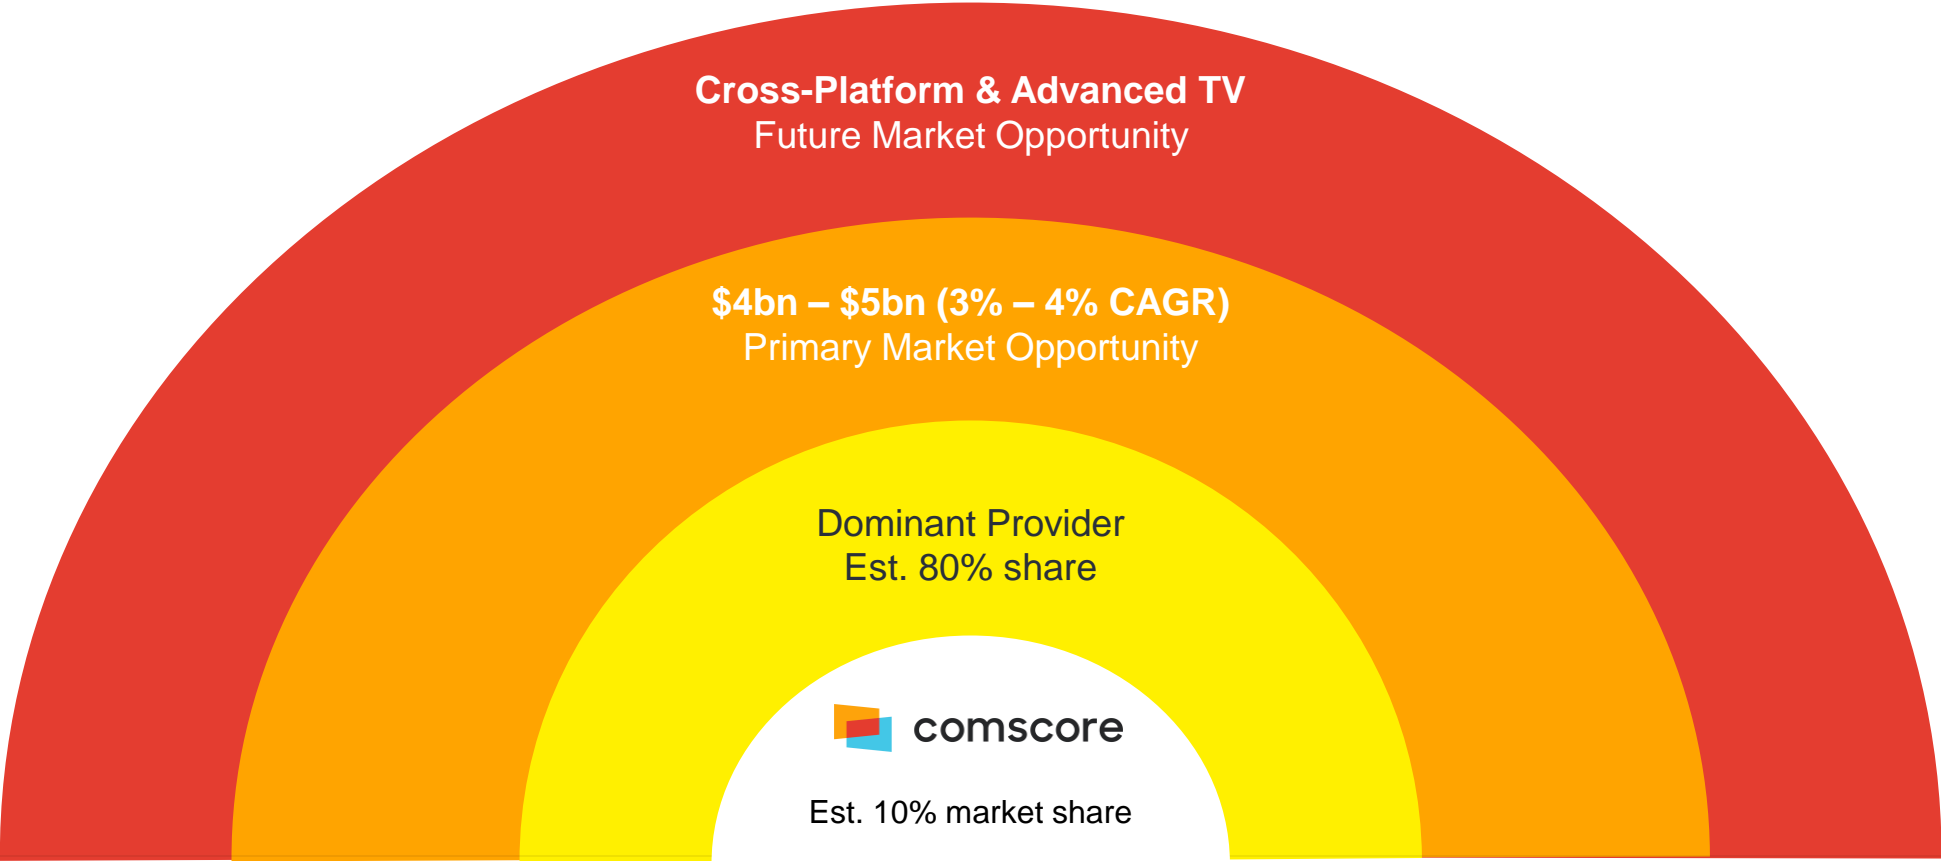 Cross-Platform & Advanced TV
Future Market Opportunity
$4bn – $5bn (3% – 4% CAGR)
Primary Market Opportunity
Dominant Provider
Est. 80% share
comscore
Est. 10% market share